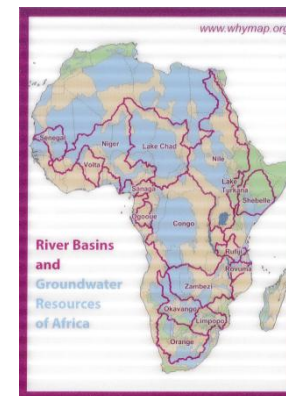 www.whymap.org
Senegal
Niger
Lake Chad
Nile
Volta
Sanaga
Lake
Turkana
Shebelle
Ogooue
Congo
Rufiji
Rovuma
Zambezi
Okavango
Limpopo
Orange
River Basins
and
Groundwater
Resources
of Africa